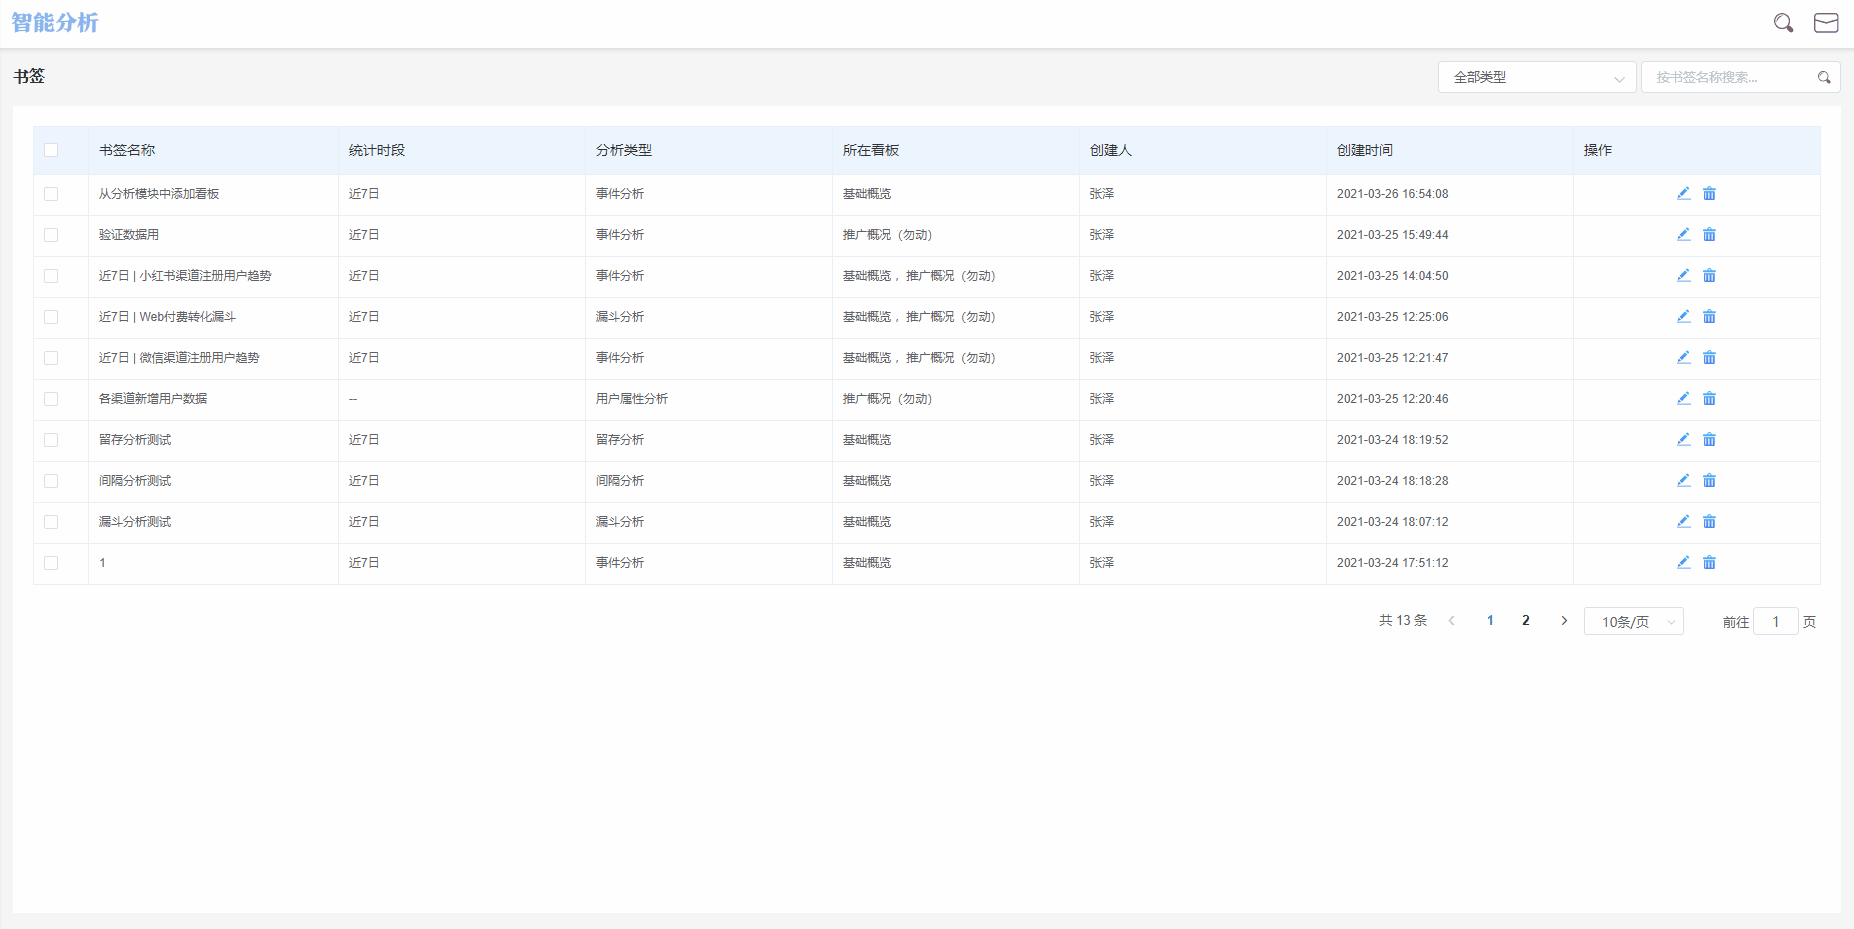 智能分析
书签
全部类型
按书签名称搜索...
书签名称 统计时段 分析类型 所在看板 创建人 创建时间 操作
从分析模块中添加看板 近7日 事件分析 基础概览 张泽 2021-03-26 16:54:08
验证数据用 近7日 事件分析 推广概况（勿动） 张泽 2021-03-25 15:49:44
近7日 | 小红书渠道注册用户趋势 近7日 事件分析 基础概览，推广概况（勿动） 张泽 2021-03-25 14:04:50
近7日 | Web付费转化漏斗 近7日 漏斗分析 基础概览，推广概况（勿动） 张泽 2021-03-25 12:25:06
近7日 | 微信渠道注册用户趋势 近7日 事件分析 基础概览，推广概况（勿动） 张泽 2021-03-25 12:21:47
各渠道新增用户数据 -- 用户属性分析 推广概况（勿动） 张泽 2021-03-25 12:20:46
留存分析测试 近7日 留存分析 基础概览 张泽 2021-03-24 18:19:52
间隔分析测试 近7日 间隔分析 基础概览 张泽 2021-03-24 18:18:28
漏斗分析测试 近7日 漏斗分析 基础概览 张泽 2021-03-24 18:07:12
1 近7日 事件分析 基础概览 张泽 2021-03-24 17:51:12
共 13 条 1 2 10条/页 前往 1 页